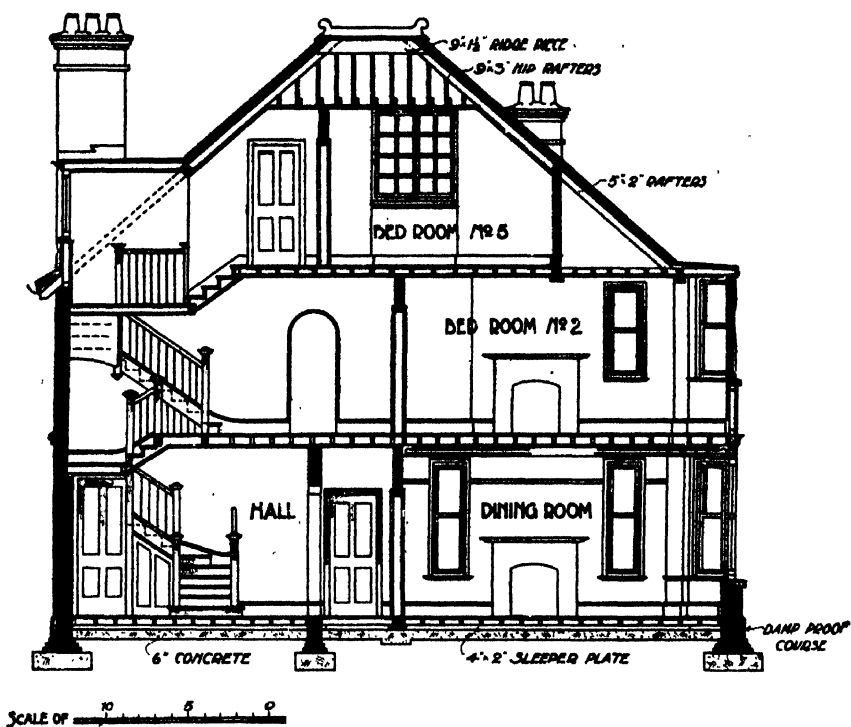 9"·1½" RIDGE PIECE
9"·3" HIP RAFTERS
5"·2" RAFTERS
BED ROOM Nº 5
BED ROOM Nº 2
HALL
DINING ROOM
DAMP PROOF
COURSE
6" CONCRETE
4"·2" SLEEPER PLATE
SCALE OF 10 5 0